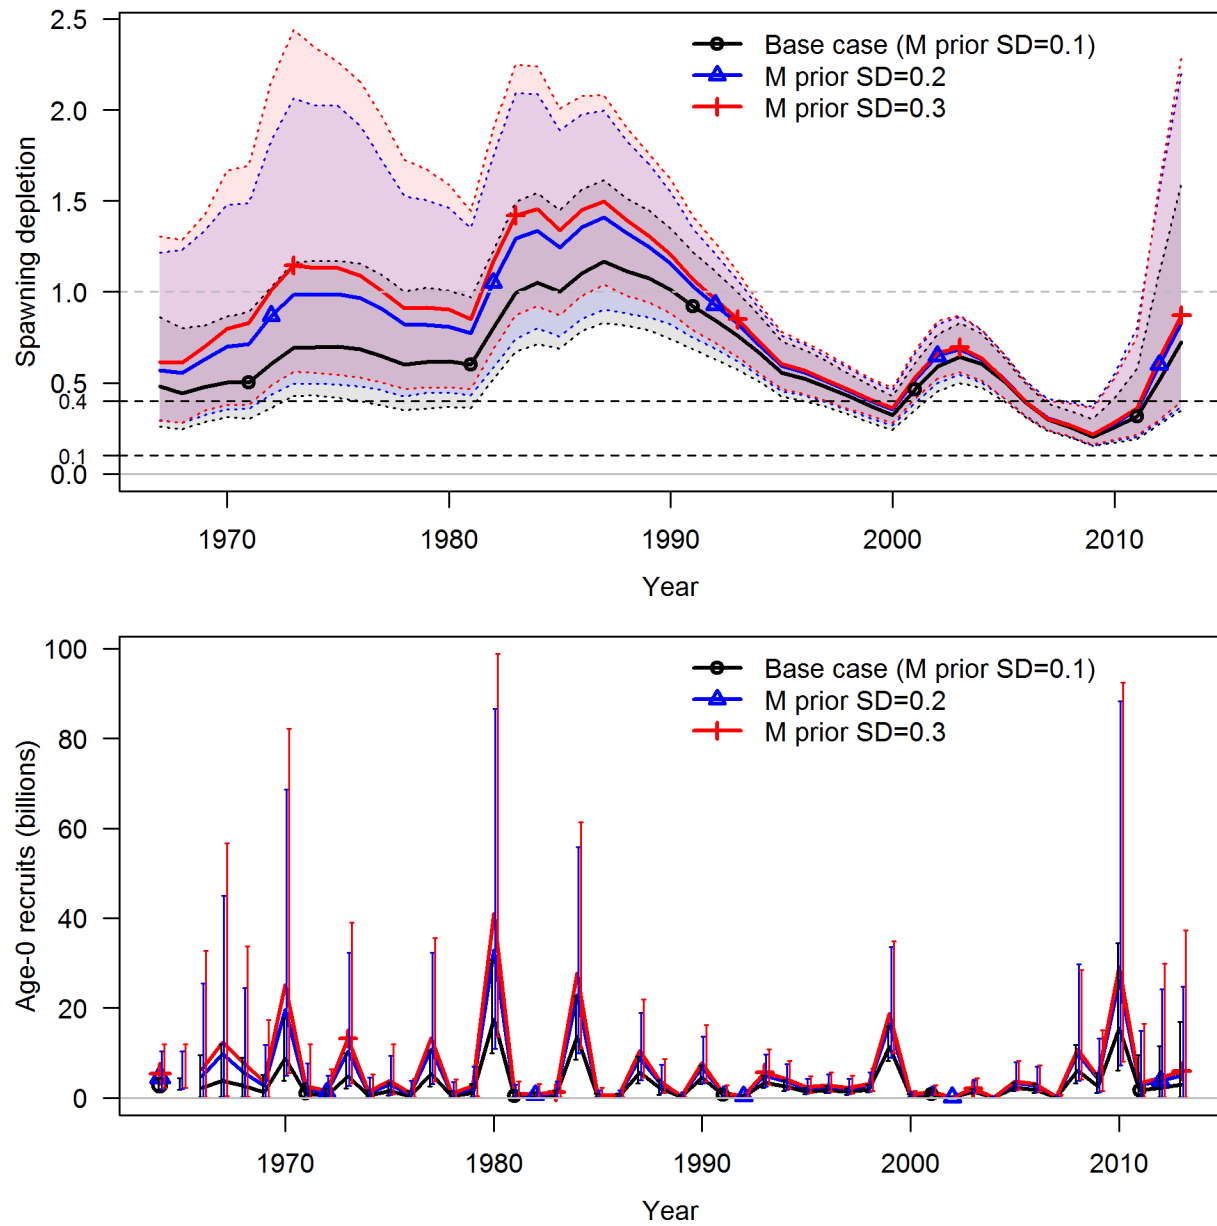 2.5
2.0
1.5
1.0
0.5
0.4
0.1
0.0
Spawning depletion
Base case (M prior SD=0.1)
M prior SD=0.2
M prior SD=0.3
1970 1980 1990 2000 2010
Year
100
80
60
40
20
0
Age-0 recruits (billions)
Base case (M prior SD=0.1)
M prior SD=0.2
M prior SD=0.3
1970 1980 1990 2000 2010
Year